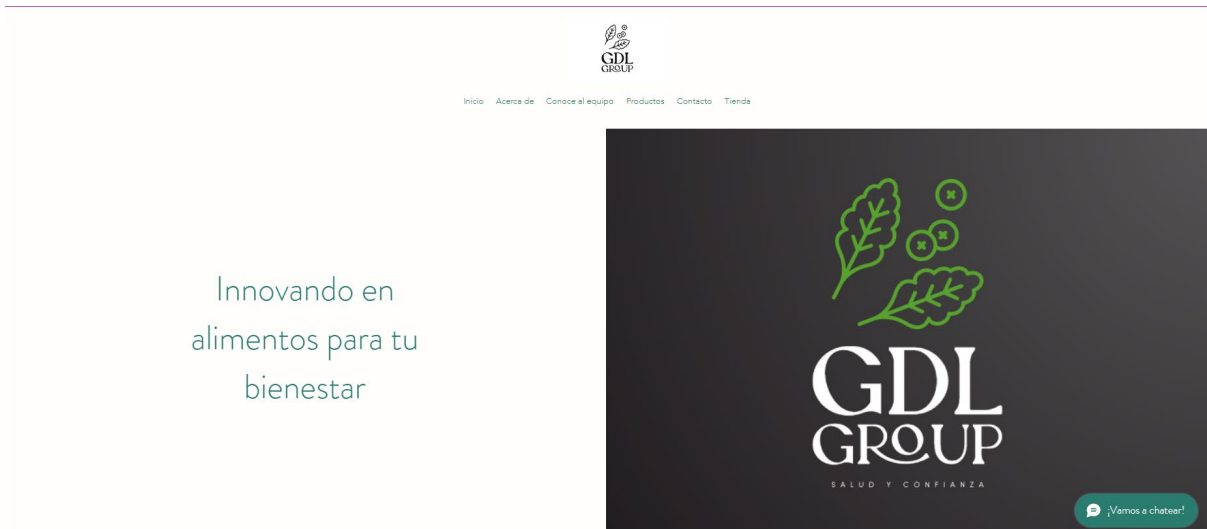 GDL
GROUP
Inicio Acerca de Conoce al equipo Productos Contacto Tienda
Innovando en
alimentos para tu
bienestar
GDL
GROUP
SALUD Y CONFIANZA
¡Vamos a chatear!